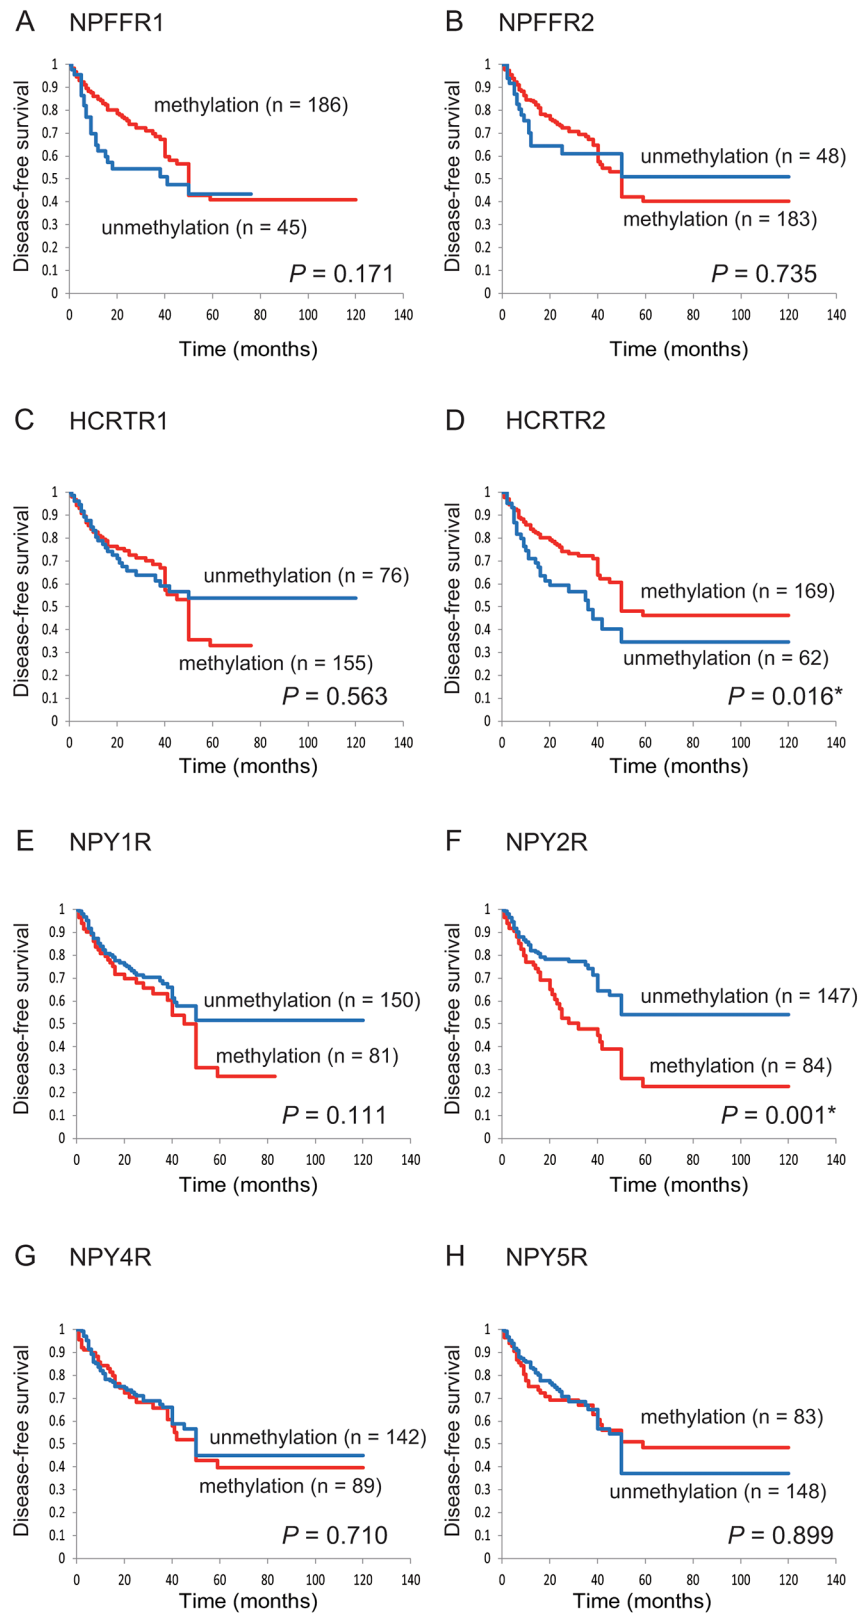 A NPFFR1
Disease-free survival
1
0.9
0.8
0.7
0.6
0.5
0.4
0.3
0.2
0.1
0
methylation (n = 186)
unmethylation (n = 45)
P = 0.171
0 20 40 60 80 100 120 140
Time (months)
B NPFFR2
Disease-free survival
1
0.9
0.8
0.7
0.6
0.5
0.4
0.3
0.2
0.1
0
unmethylation (n = 48)
methylation (n = 183)
P = 0.735
0 20 40 60 80 100 120 140
Time (months)
C HCRTR1
Disease-free survival
1
0.9
0.8
0.7
0.6
0.5
0.4
0.3
0.2
0.1
0
unmethylation (n = 76)
methylation (n = 155)
P = 0.563
0 20 40 60 80 100 120 140
Time (months)
D HCRTR2
Disease-free survival
1
0.9
0.8
0.7
0.6
0.5
0.4
0.3
0.2
0.1
0
methylation (n = 169)
unmethylation (n = 62)
P = 0.016*
0 20 40 60 80 100 120 140
Time (months)
E NPY1R
Disease-free survival
1
0.9
0.8
0.7
0.6
0.5
0.4
0.3
0.2
0.1
0
unmethylation (n = 150)
methylation (n = 81)
P = 0.111
0 20 40 60 80 100 120 140
Time (months)
F NPY2R
Disease-free survival
1
0.9
0.8
0.7
0.6
0.5
0.4
0.3
0.2
0.1
0
unmethylation (n = 147)
methylation (n = 84)
P = 0.001*
0 20 40 60 80 100 120 140
Time (months)
G NPY4R
Disease-free survival
1
0.9
0.8
0.7
0.6
0.5
0.4
0.3
0.2
0.1
0
unmethylation (n = 142)
methylation (n = 89)
P = 0.710
0 20 40 60 80 100 120 140
Time (months)
H NPY5R
Disease-free survival
1
0.9
0.8
0.7
0.6
0.5
0.4
0.3
0.2
0.1
0
methylation (n = 83)
unmethylation (n = 148)
P = 0.899
0 20 40 60 80 100 120 140
Time (months)